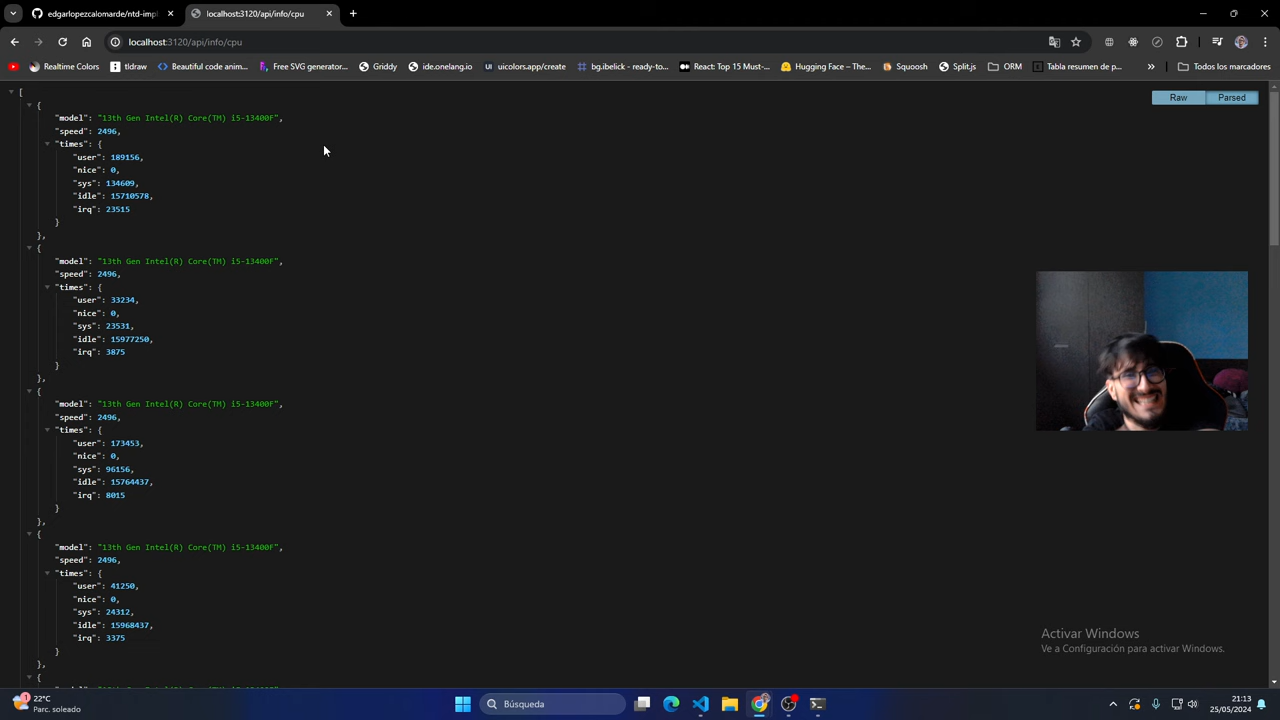 edgarlopezcalomarde/ntd-impl
localhost:3120/api/info/cpu
localhost:3120/api/info/cpu
Realtime Colors
tldraw
Beautiful code anim...
Free SVG generator...
Griddy
ide.onelang.io
uicolors.app/create
bg.ibelick - ready-to...
React: Top 15 Must-...
Hugging Face – The...
Squoosh
Split.js
ORM
Tabla resumen de p...
»
Todos los marcadores
Raw
Parsed
[
{
"model": "13th Gen Intel(R) Core(TM) i5-13400F",
"speed": 2496,
"times": {
"user": 189156,
"nice": 0,
"sys": 134609,
"idle": 15710578,
"irq": 23515
}
},
{
"model": "13th Gen Intel(R) Core(TM) i5-13400F",
"speed": 2496,
"times": {
"user": 33234,
"nice": 0,
"sys": 23531,
"idle": 15977250,
"irq": 3875
}
},
{
"model": "13th Gen Intel(R) Core(TM) i5-13400F",
"speed": 2496,
"times": {
"user": 173453,
"nice": 0,
"sys": 96156,
"idle": 15764437,
"irq": 8015
}
},
{
"model": "13th Gen Intel(R) Core(TM) i5-13400F",
"speed": 2496,
"times": {
"user": 41250,
"nice": 0,
"sys": 24312,
"idle": 15968437,
"irq": 3375
}
},
{
Activar Windows
Ve a Configuración para activar Windows.
1
22°C
Parc. soleado
Búsqueda
21:13
25/05/2024